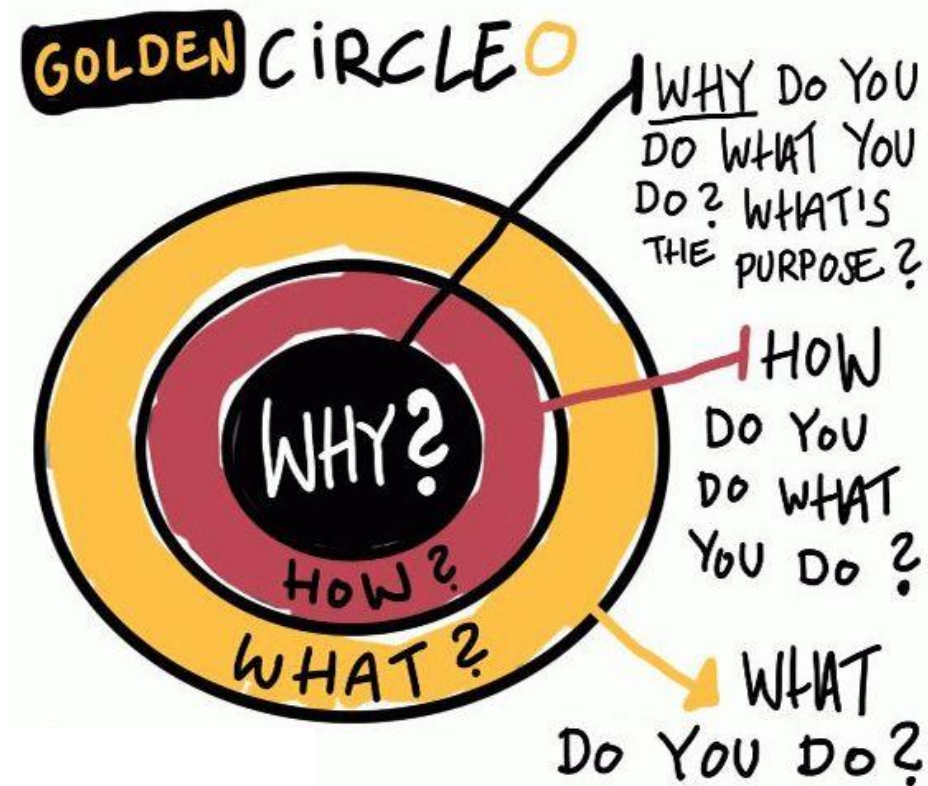 GOLDEN CiRCLE
WHY DO YOU
DO WHAT YOU
DO? WHAT'S
THE PURPOSE?
HOW
DO YOU
DO WHAT
YOU DO?
WHAT
DO YOU DO?
WHY?
HOW?
WHAT?